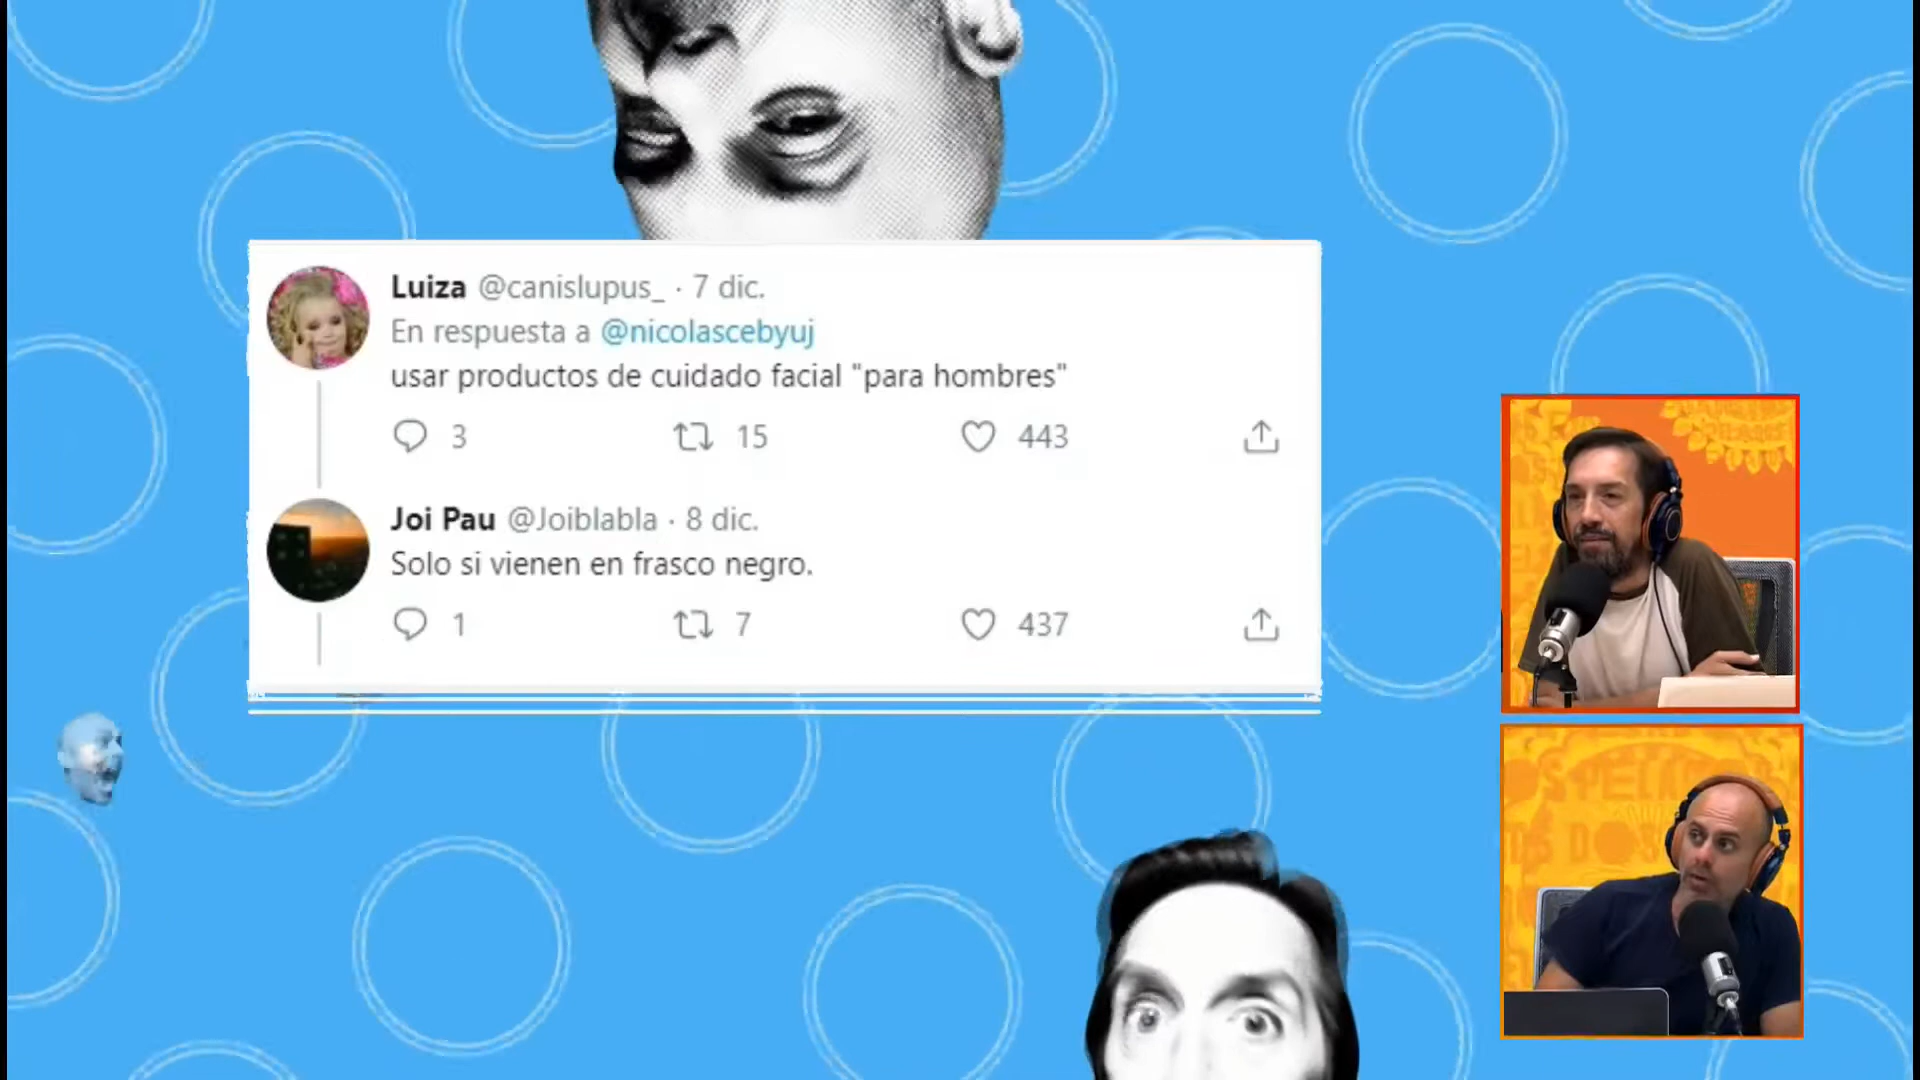 Luiza @canislupus_ · 7 dic.
En respuesta a @nicolascebyuj
usar productos de cuidado facial "para hombres"
3 15 443
Joi Pau @Joiblabla · 8 dic.
Solo si vienen en frasco negro.
1 7 437